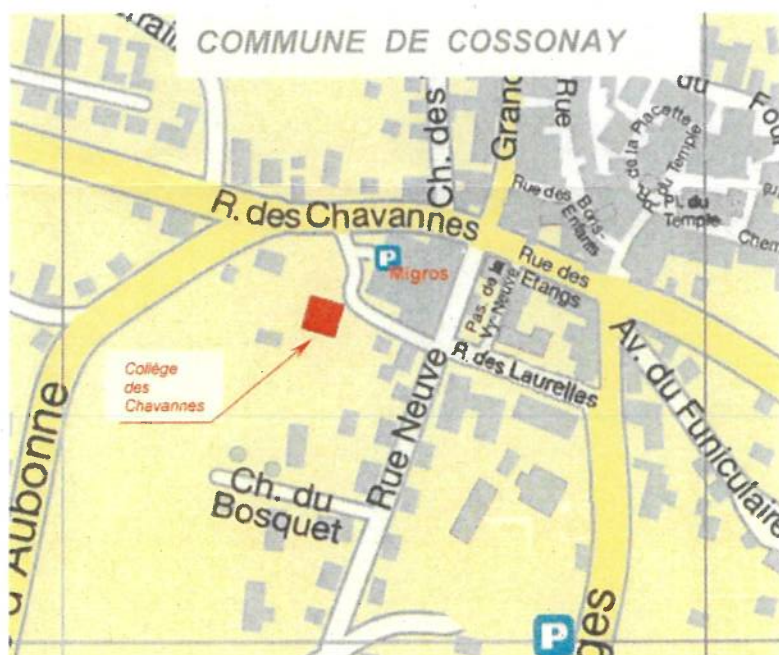 COMMUNE DE COSSONAY
Ch. des
Rue
du
Rue des
Bons-
Enfants
de la Placette
du Temple
Pl. du
Temple
R. des Chavannes
P
Migros
Rue des
Etangs
Pas. de la
Vy-Neuve
R. des Laurelles
Av. du Funiculaire
Collège
des
Chavannes
Rue Neuve
Ch. du
Bosquet
d'Aubonne
P